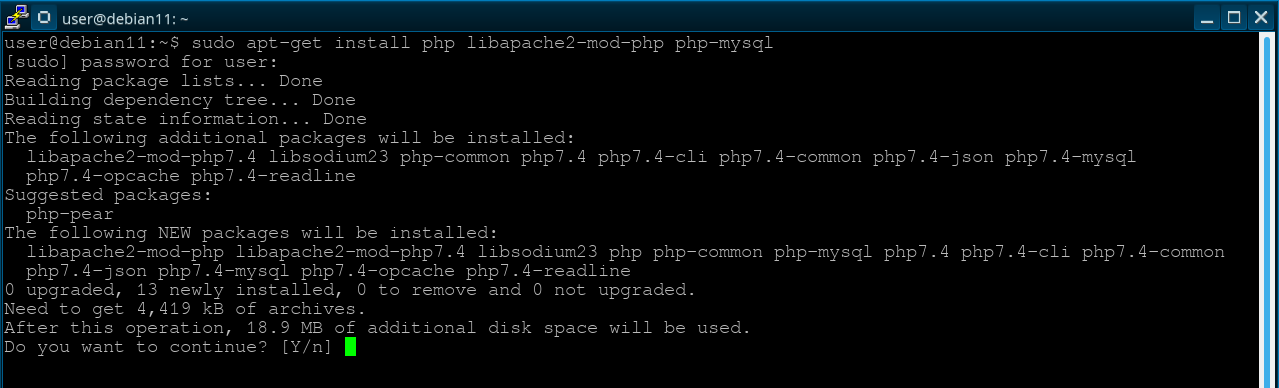 user@debian11: ~
user@debian11:~$ sudo apt-get install php libapache2-mod-php php-mysql
[sudo] password for user:
Reading package lists... Done
Building dependency tree... Done
Reading state information... Done
The following additional packages will be installed:
  libapache2-mod-php7.4 libsodium23 php-common php7.4 php7.4-cli php7.4-common php7.4-json php7.4-mysql
  php7.4-opcache php7.4-readline
Suggested packages:
  php-pear
The following NEW packages will be installed:
  libapache2-mod-php libapache2-mod-php7.4 libsodium23 php php-common php-mysql php7.4 php7.4-cli php7.4-common
  php7.4-json php7.4-mysql php7.4-opcache php7.4-readline
0 upgraded, 13 newly installed, 0 to remove and 0 not upgraded.
Need to get 4,419 kB of archives.
After this operation, 18.9 MB of additional disk space will be used.
Do you want to continue? [Y/n]